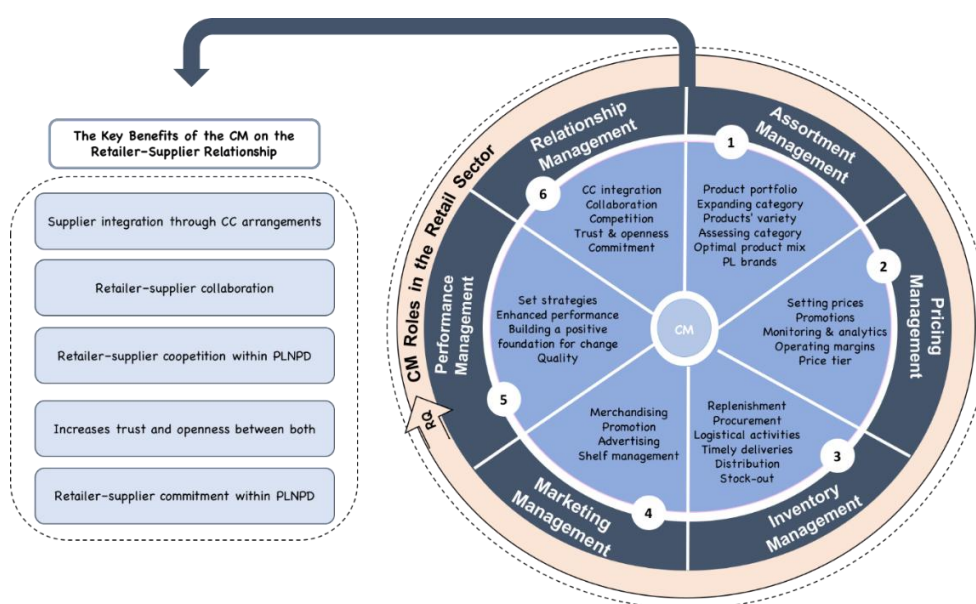 The Key Benefits of the CM on the
Retailer-Supplier Relationship
Supplier integration through CC arrangements
Retailer-supplier collaboration
Retailer-supplier coopetition within PLNPD
Increases trust and openness between both
Retailer-supplier commitment within PLNPD
CM Roles in the Retail Sector
RQ
CM
1
Assortment
Management
Product portfolio
Expanding category
Products' variety
Assessing category
Optimal product mix
PL brands
2
Pricing
Management
Setting prices
Promotions
Monitoring & analytics
Operating margins
Price tier
3
Inventory
Management
Replenishment
Procurement
Logistical activities
Timely deliveries
Distribution
Stock-out
4
Marketing
Management
Merchandising
Promotion
Advertising
Shelf management
5
Performance
Management
Set strategies
Enhanced performance
Building a positive
foundation for change
Quality
6
Relationship
Management
CC integration
Collaboration
Competition
Trust & openness
Commitment